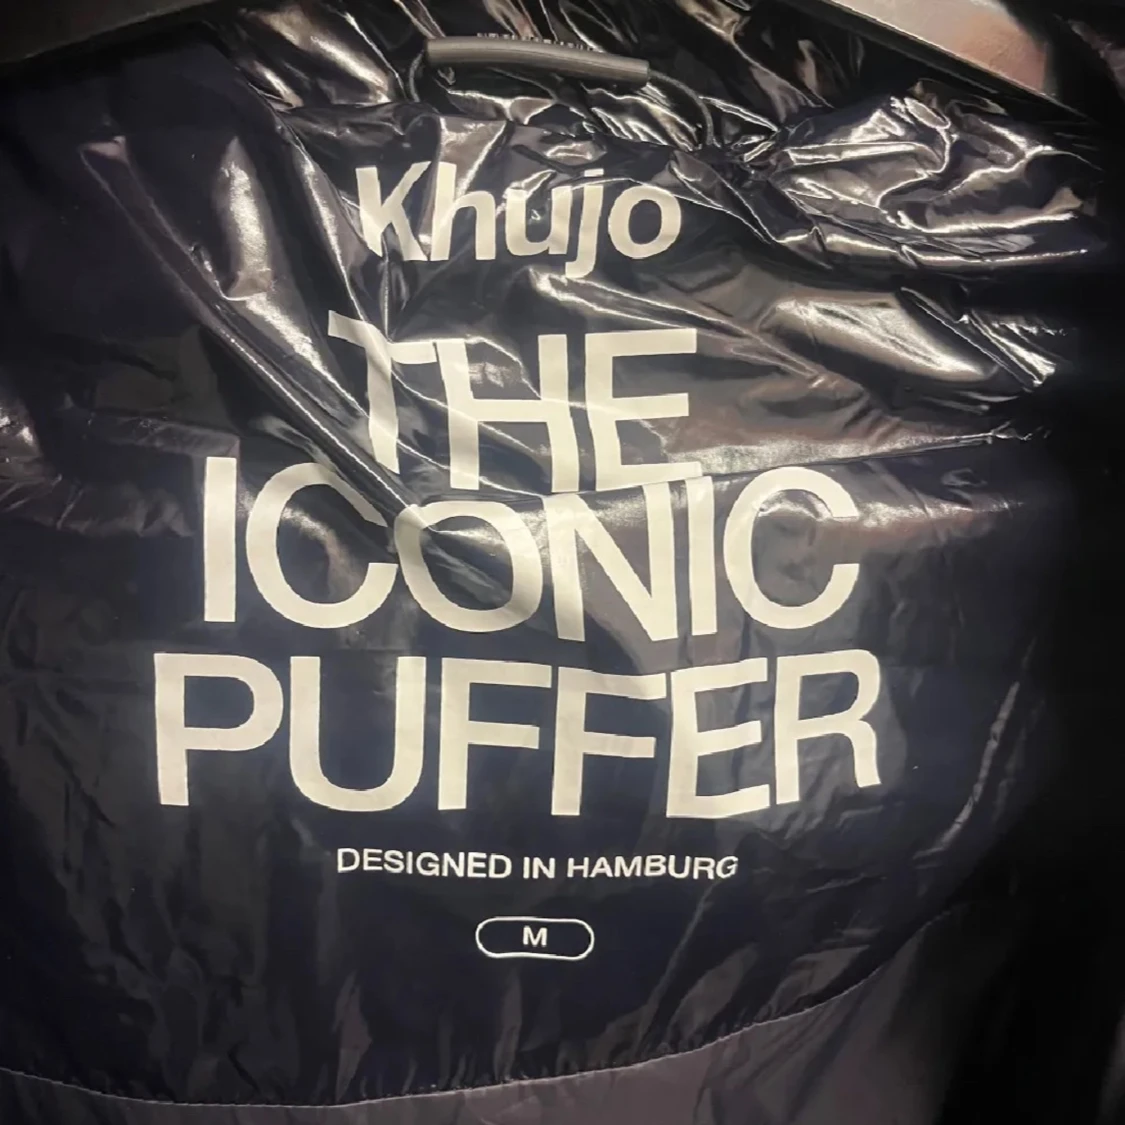 Khujo
THE
ICONIC
PUFFER
DESIGNED IN HAMBURG
M